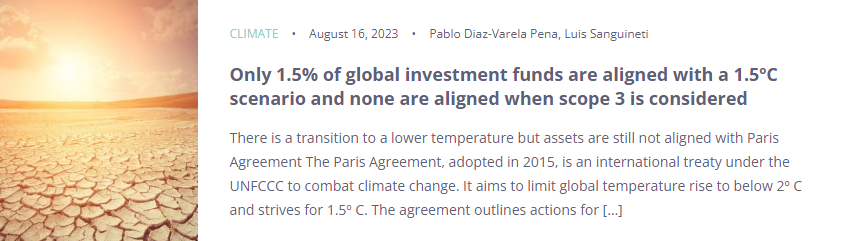 CLIMATE • August 16, 2023 • Pablo Diaz-Varela Pena, Luis Sanguineti
Only 1.5% of global investment funds are aligned with a 1.5ºC
scenario and none are aligned when scope 3 is considered
There is a transition to a lower temperature but assets are still not aligned with Paris
Agreement The Paris Agreement, adopted in 2015, is an international treaty under the
UNFCCC to combat climate change. It aims to limit global temperature rise to below 2º C
and strives for 1.5º C. The agreement outlines actions for [...]